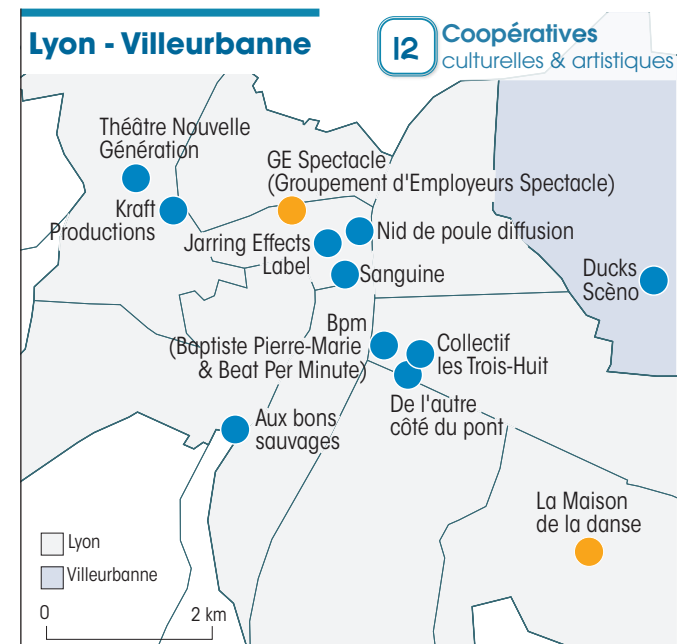 Lyon - Villeurbanne
12
Coopératives
culturelles & artistiques
Théâtre Nouvelle
Génération
GE Spectacle
(Groupement d'Employeurs Spectacle)
Kraft
Productions
Nid de poule diffusion
Jarring Effects
Label
Sanguine
Ducks
Scèno
Bpm
(Baptiste Pierre-Marie
& Beat Per Minute)
Collectif
les Trois-Huit
De l'autre
côté du pont
Aux bons
sauvages
La Maison
de la danse
Lyon
Villeurbanne
0
2 km